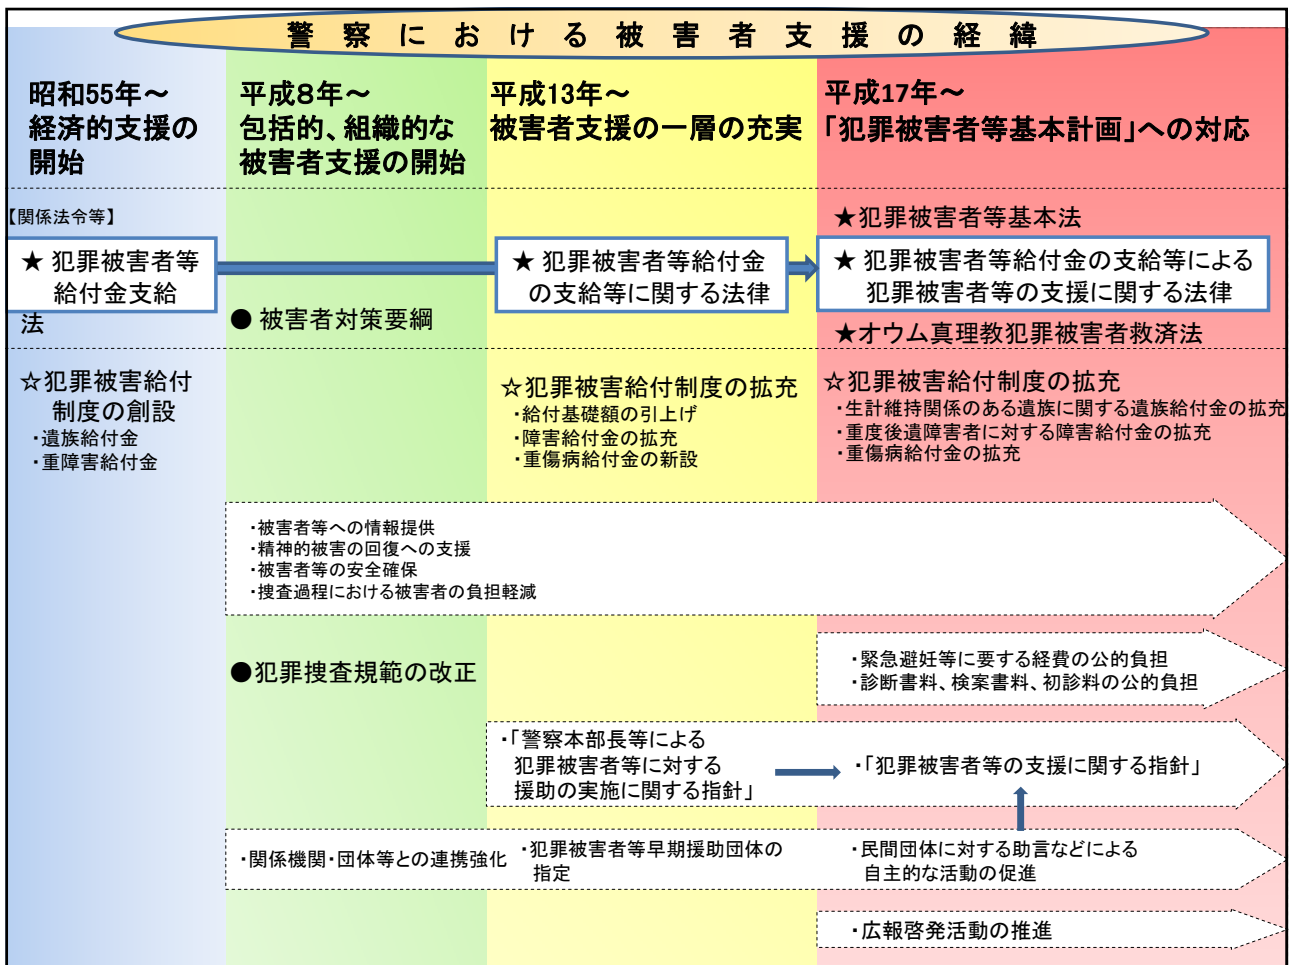 警察における被害者支援の経緯
昭和55年～
経済的支援の
開始
平成８年～
包括的、組織的な
被害者支援の開始
平成13年～
被害者支援の一層の充実
平成17年～
「犯罪被害者等基本計画」への対応
【関係法令等】
★ 犯罪被害者等
給付金支給
法
● 被害者対策要綱
★ 犯罪被害者等給付金
の支給等に関する法律
★犯罪被害者等基本法
★ 犯罪被害者等給付金の支給等による
犯罪被害者等の支援に関する法律
★オウム真理教犯罪被害者救済法
☆犯罪被害給付
制度の創設
・遺族給付金
・重障害給付金
☆犯罪被害給付制度の拡充
・給付基礎額の引上げ
・障害給付金の拡充
・重傷病給付金の新設
☆犯罪被害給付制度の拡充
・生計維持関係のある遺族に関する遺族給付金の拡充
・重度後遺障害者に対する障害給付金の拡充
・重傷病給付金の拡充
・被害者等への情報提供
・精神的被害の回復への支援
・被害者等の安全確保
・捜査過程における被害者の負担軽減
●犯罪捜査規範の改正
・緊急避妊等に要する経費の公的負担
・診断書料、検案書料、初診料の公的負担
・「警察本部長等による
犯罪被害者等に対する
援助の実施に関する指針」
・「犯罪被害者等の支援に関する指針」
・関係機関・団体等との連携強化
・犯罪被害者等早期援助団体の
指定
・民間団体に対する助言などによる
自主的な活動の促進
・広報啓発活動の推進